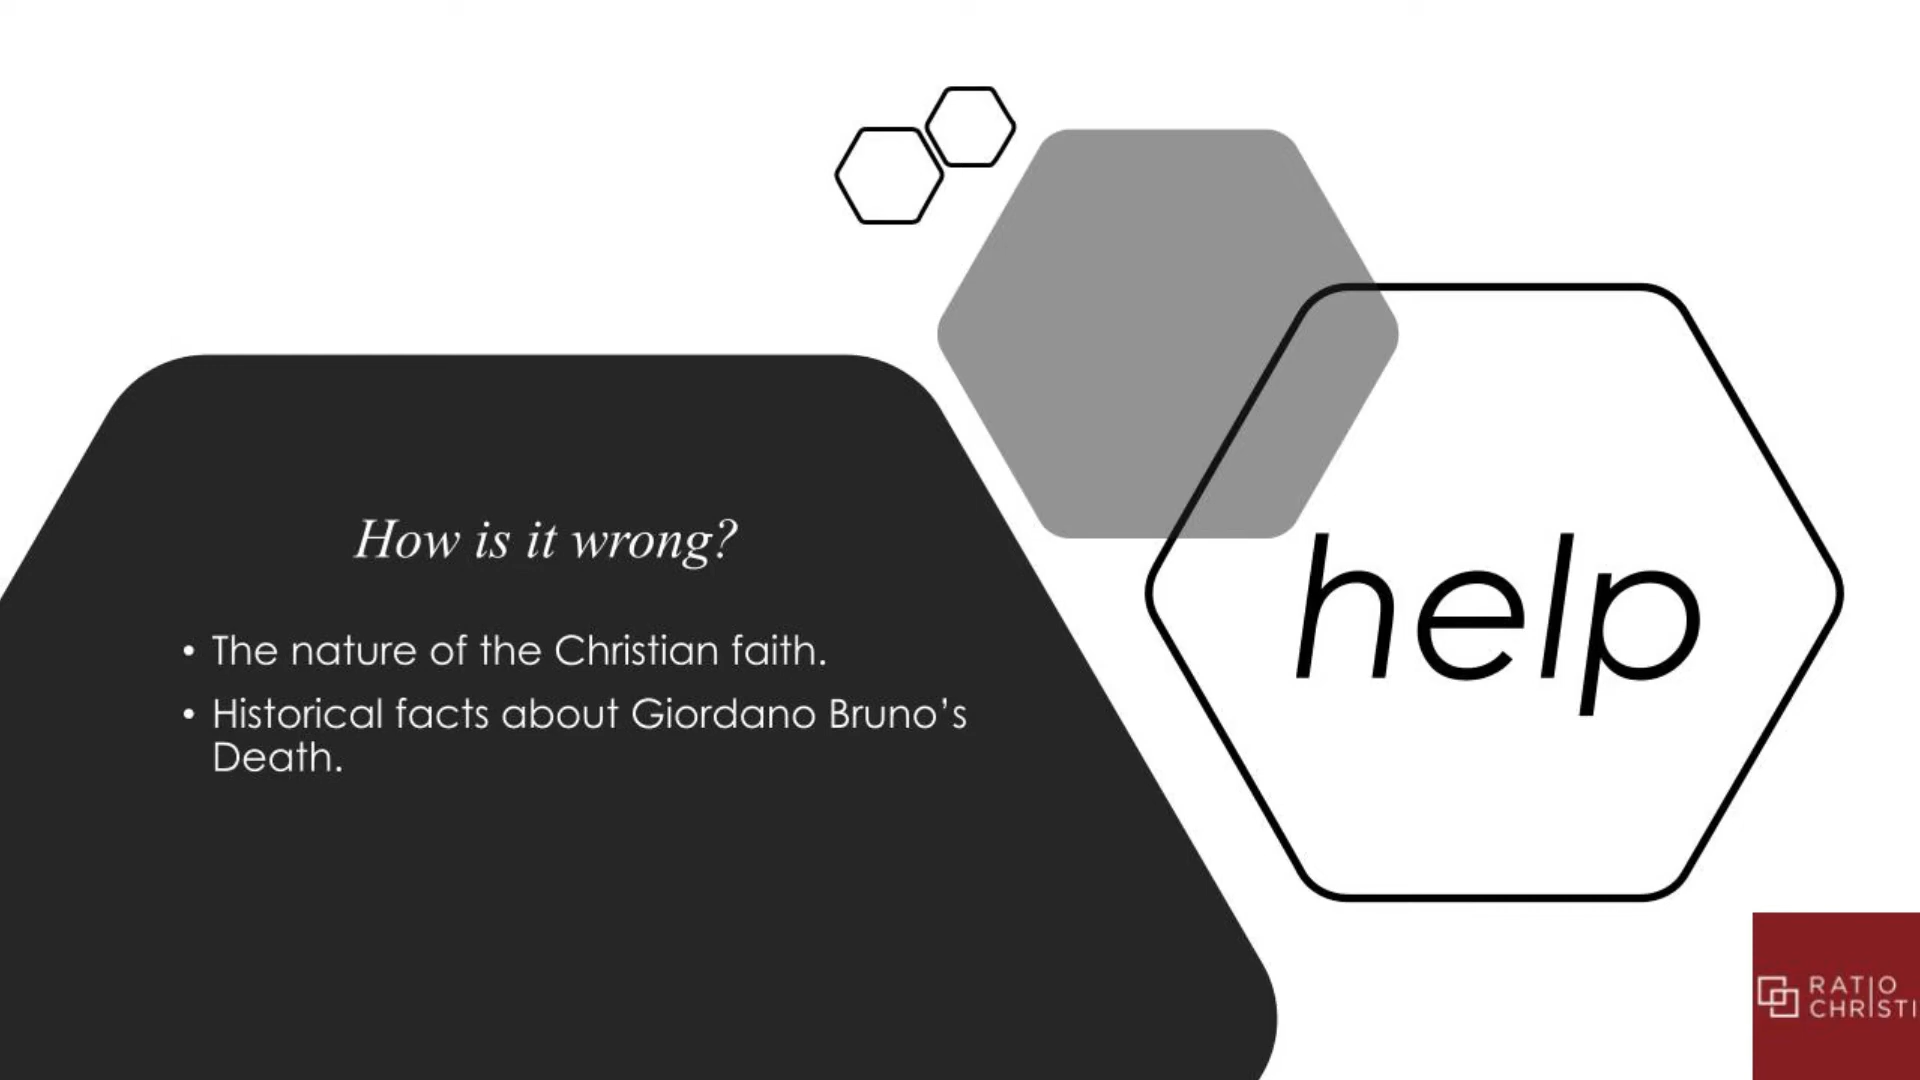 How is it wrong?
• The nature of the Christian faith.
• Historical facts about Giordano Bruno’s
Death.
help
RATIO
CHRISTI